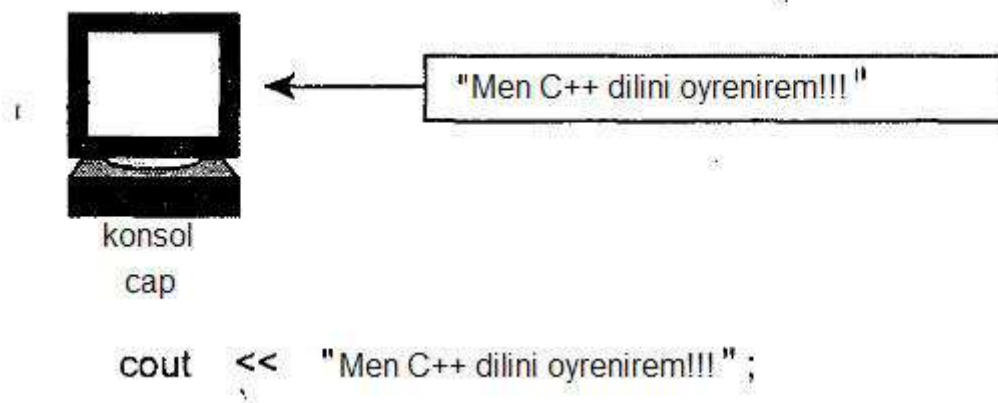 "Men C++ dilini oyrenirem!!! "
konsol
cap
cout << "Men C++ dilini oyrenirem!!! " ;